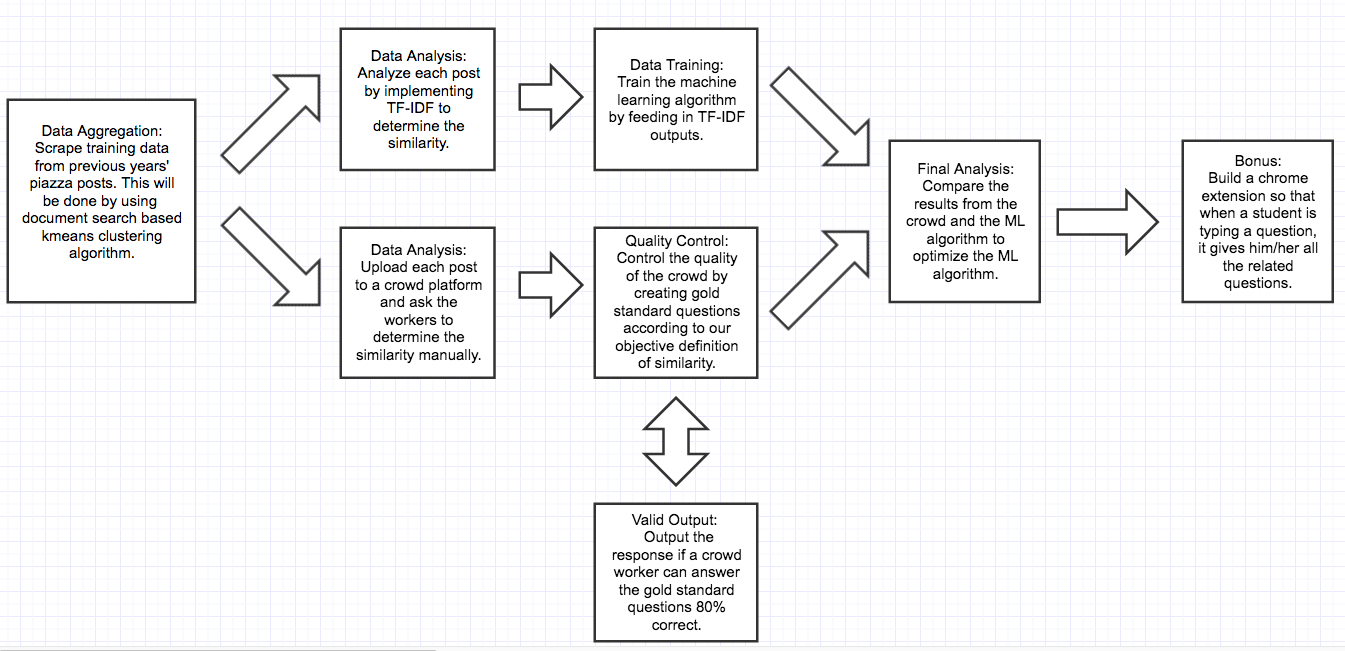 Data Aggregation:
Scrape training data
from previous years'
piazza posts. This will
be done by using
document search based
kmeans clustering
algorithm.
Data Analysis:
Analyze each post
by implementing
TF-IDF to
determine the
similarity.
Data Training:
Train the machine
learning algorithm
by feeding in TF-IDF
outputs.
Data Analysis:
Upload each post
to a crowd platform
and ask the
workers to
determine the
similarity manually.
Quality Control:
Control the quality
of the crowd by
creating gold
standard questions
according to our
objective definition
of similarity.
Valid Output:
Output the
response if a crowd
worker can answer
the gold standard
questions 80%
correct.
Final Analysis:
Compare the
results from the
crowd and the ML
algorithm to
optimize the ML
algorithm.
Bonus:
Build a chrome
extension so that
when a student is
typing a question,
it gives him/her all
the related
questions.